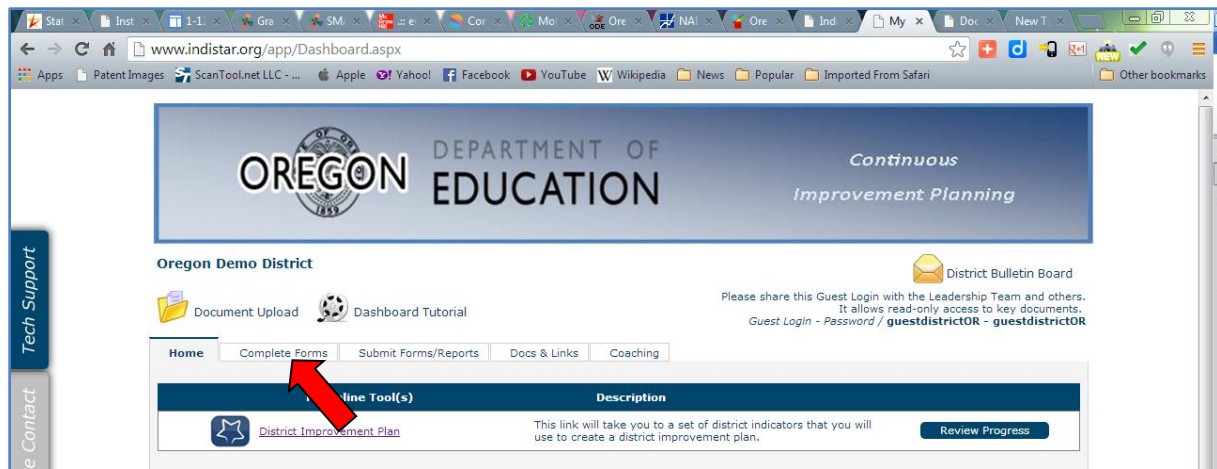 Stat Inst 1-1. Gra SM .:: e Cor Mol Ore NAI Ore Ind My Doc New T
www.indistar.org/app/Dashboard.aspx
Apps Patent Images ScanTool.net LLC - ... Apple Yahoo! Facebook YouTube Wikipedia News Popular Imported From Safari Other bookmarks
NEW
OREGON
1859
DEPARTMENT OF
EDUCATION
Continuous
Improvement Planning
Tech Support
Contact
Oregon Demo District
District Bulletin Board
Document Upload Dashboard Tutorial
Please share this Guest Login with the Leadership Team and others.
It allows read-only access to key documents.
Guest Login - Password / guestdistrictOR - guestdistrictOR
Home Complete Forms Submit Forms/Reports Docs & Links Coaching
line Tool(s) Description
District Improvement Plan
This link will take you to a set of district indicators that you will
use to create a district improvement plan.
Review Progress